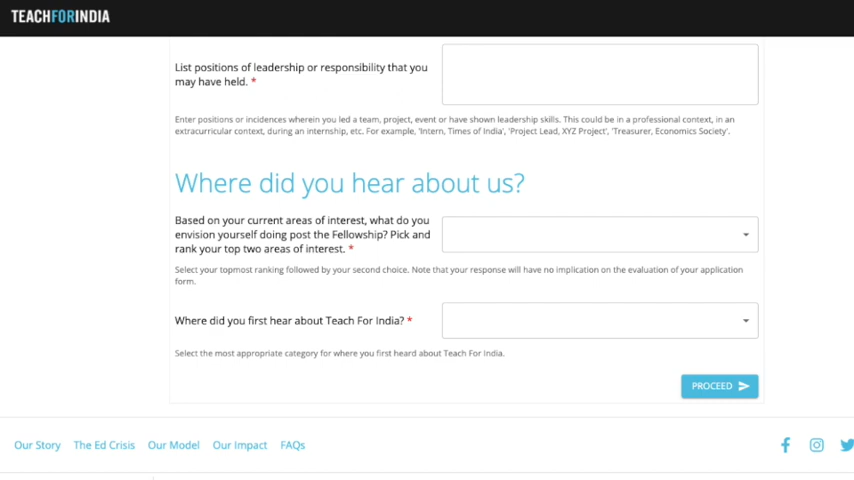 TEACHFORINDIA
List positions of leadership or responsibility that you
may have held. *
Enter positions or incidences wherein you led a team, project, event or have shown leadership skills. This could be in a professional context, in an
extracurricular context, during an internship, etc. For example, 'Intern, Times of India', 'Project Lead, XYZ Project', 'Treasurer, Economics Society'.
Where did you hear about us?
Based on your current areas of interest, what do you
envision yourself doing post the Fellowship? Pick and
rank your top two areas of interest. *
Select your topmost ranking followed by your second choice. Note that your response will have no implication on the evaluation of your application
form.
Where did you first hear about Teach For India? *
Select the most appropriate category for where you first heard about Teach For India.
PROCEED
Our Story The Ed Crisis Our Model Our Impact FAQs